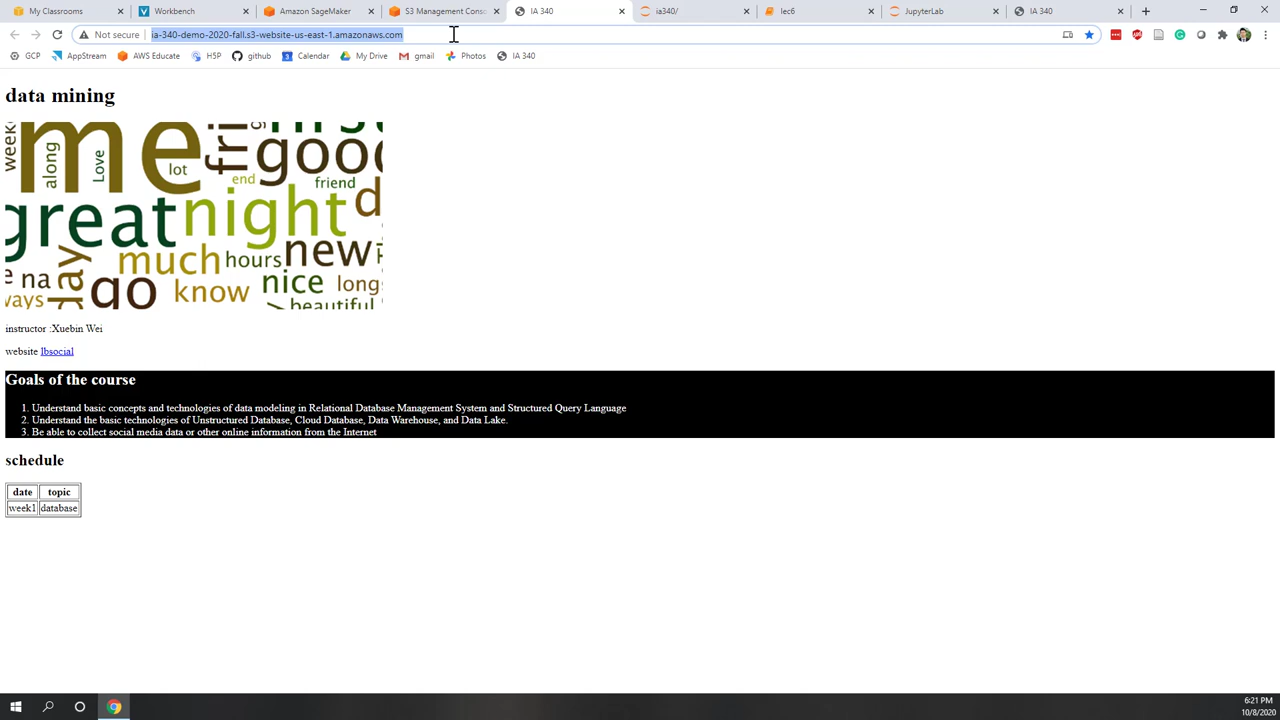 My Classrooms
Workbench
Amazon SageMaker
S3 Management Conso
IA 340
ia340/
lec6
JupyterLab
IA 340
Not secure
ia-340-demo-2020-fall.s3-website-us-east-1.amazonaws.com
GCP
AppStream
AWS Educate
H5P
github
Calendar
My Drive
gmail
Photos
IA 340
data mining
week
me
along
Love
lot
fri
good
end
friend
great
night
d
day
much
hours
new
na
go
know
nice
long
ways
beautiful
instructor :Xuebin Wei
website lbsocial
Goals of the course
1. Understand basic concepts and technologies of data modeling in Relational Database Management System and Structured Query Language
2. Understand the basic technologies of Unstructured Database, Cloud Database, Data Warehouse, and Data Lake.
3. Be able to collect social media data or other online information from the Internet
schedule
date topic
week1 database
6:21 PM
10/8/2020